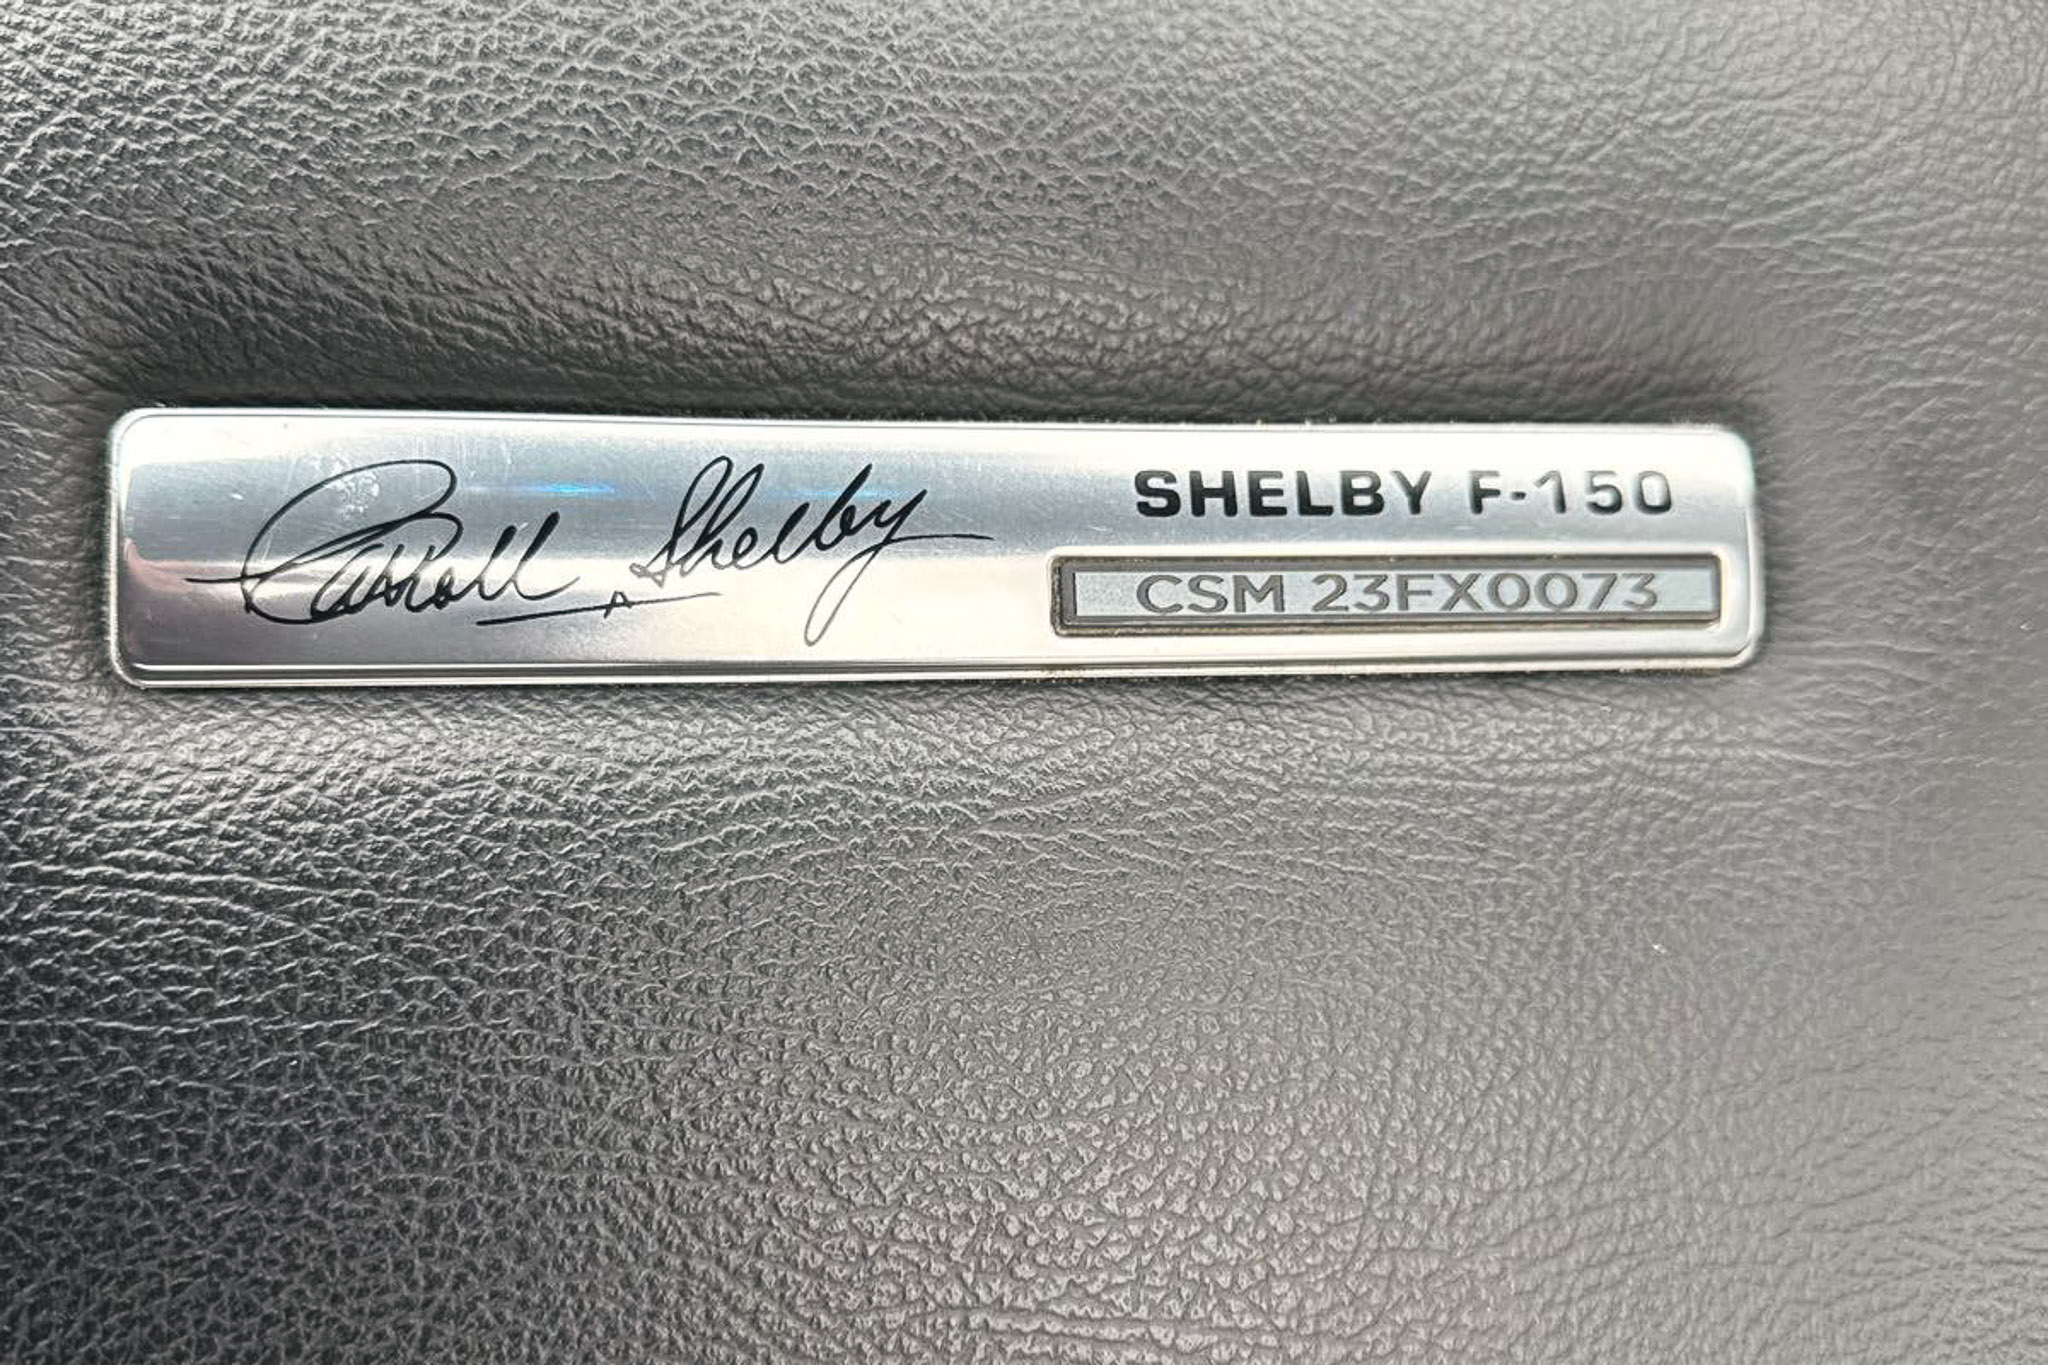 Carroll Shelby
SHELBY F-150
CSM 23FX0073